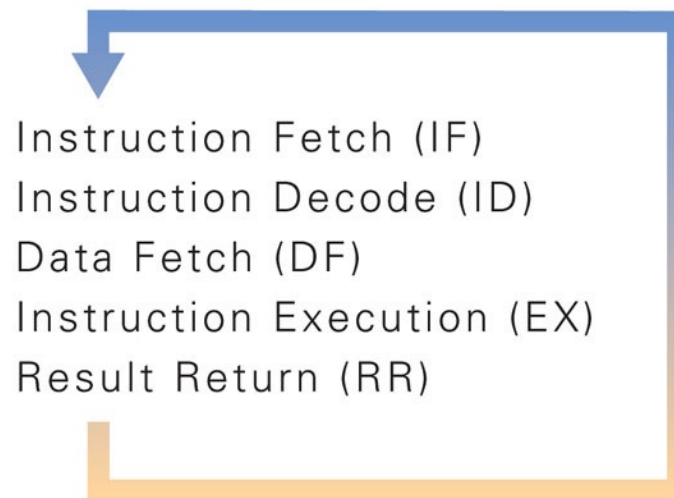 Instruction Fetch (IF)
Instruction Decode (ID)
Data Fetch (DF)
Instruction Execution (EX)
Result Return (RR)